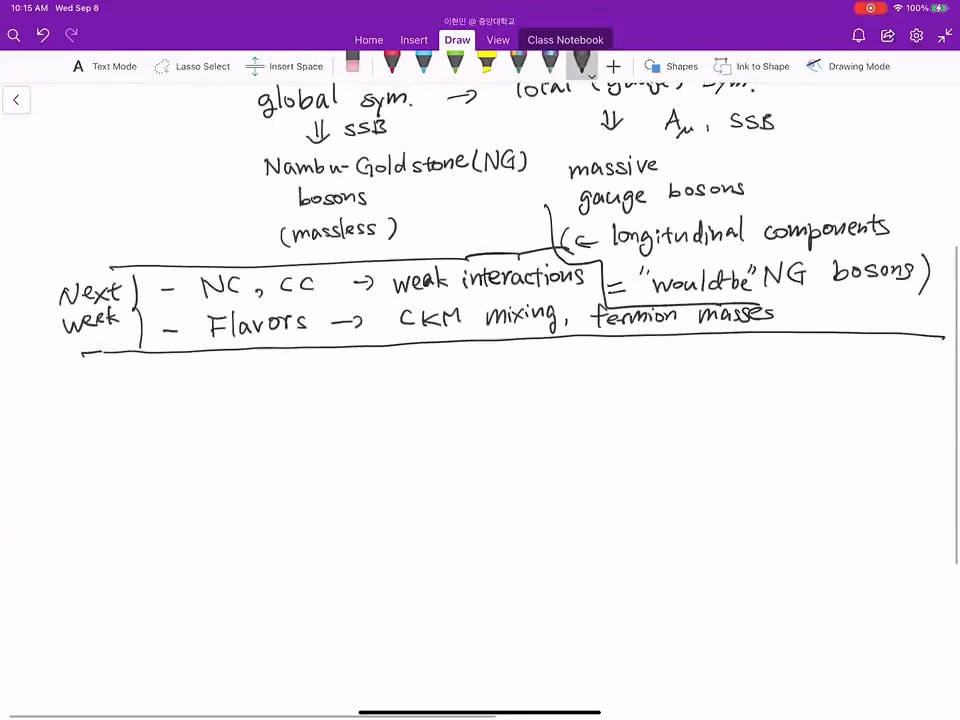 10:15 AM Wed Sep 8
100%
이현민 @ 중앙대학교
Home Insert Draw View Class Notebook
Text Mode Lasso Select Insert Space Shapes Ink to Shape Drawing Mode
global sym. → local (gauge) sym.
⇓ SSB ⇓ Aμ, SSB
Nambu-Goldstone(NG) massive
bosons gauge bosons
(massless) (← longitudinal components
= "would be" NG bosons)
Next week
- NC, CC → weak interactions
- Flavors → CKM mixing, fermion masses